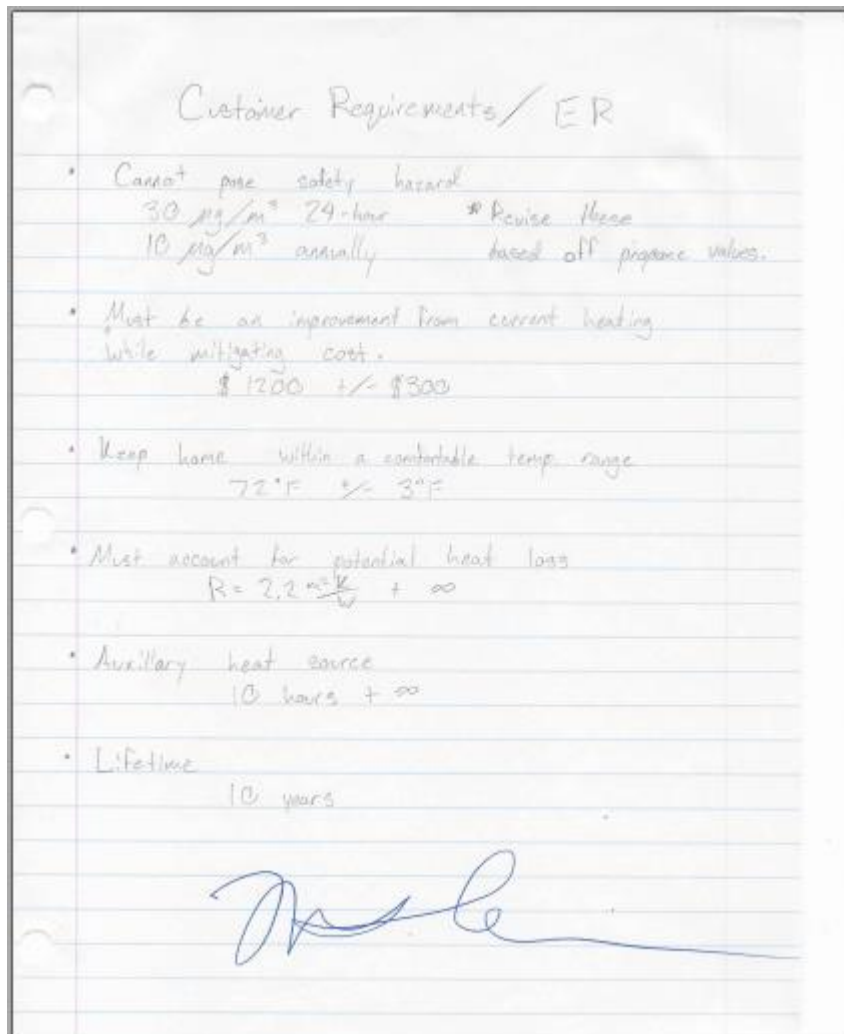 Customer Requirements/ ER
• Cannot pose safety hazard
30 µg/m³ 24-hour * Revise these
10 µg/m³ annually based off propane values.
• Must be an improvement from current heating
while mitigating cost.
$ 1200 +/- $300
• Keep home within a comfortable temp. range
72°F +/- 3°F
• Must account for potential heat loss
R = 2.2 m²K/W + ∞
• Auxillary heat source
10 hours + ∞
• Lifetime
10 years